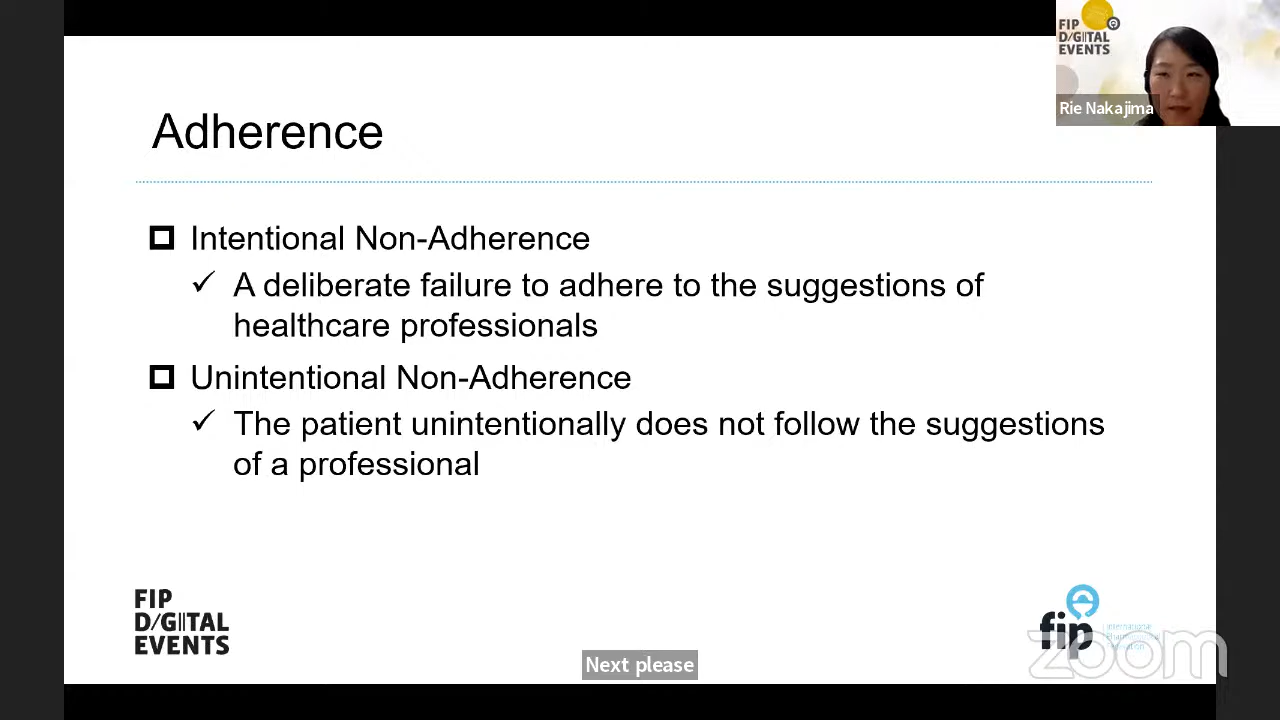 FIP
D/GITAL
EVENTS
Rie Nakajima
Adherence
Intentional Non-Adherence
A deliberate failure to adhere to the suggestions of
healthcare professionals
Unintentional Non-Adherence
The patient unintentionally does not follow the suggestions
of a professional
FIP
D/GITAL
EVENTS
fip
International
Pharmaceutical
Federation
zoom
Next please